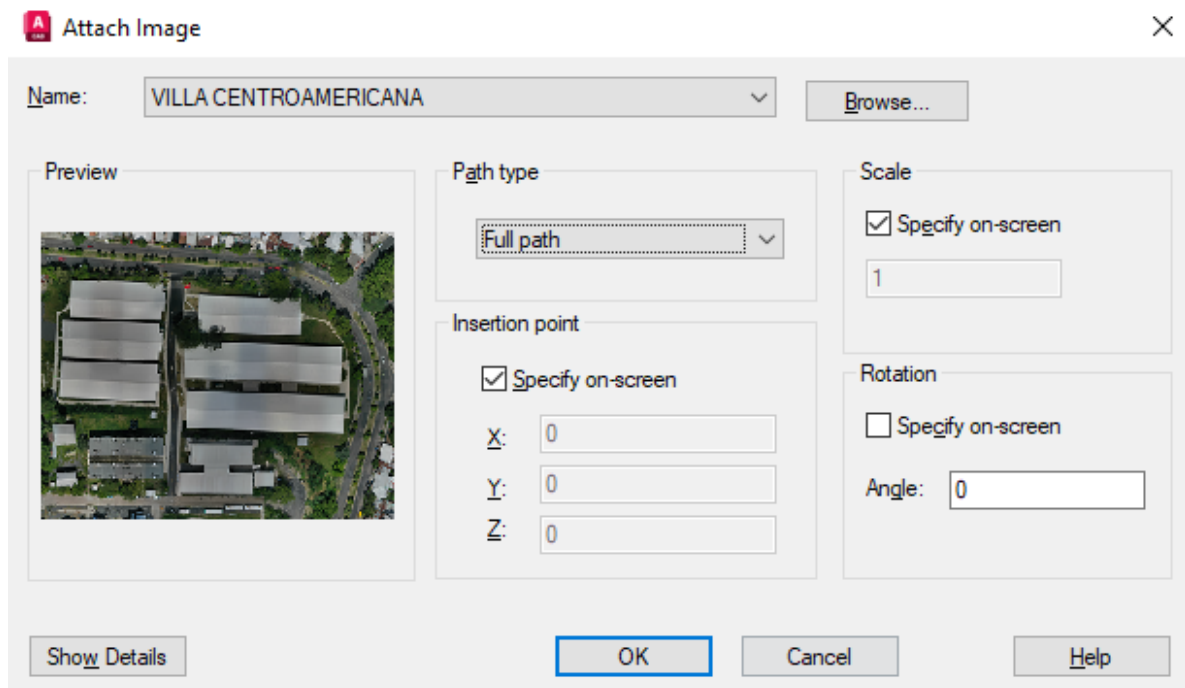 A
CAD
Attach Image
Name:
VILLA CENTROAMERICANA
Browse...
Preview
Path type
Full path
Insertion point
Specify on-screen
X:
0
Y:
0
Z:
0
Scale
Specify on-screen
1
Rotation
Specify on-screen
Angle:
0
Show Details
OK
Cancel
Help